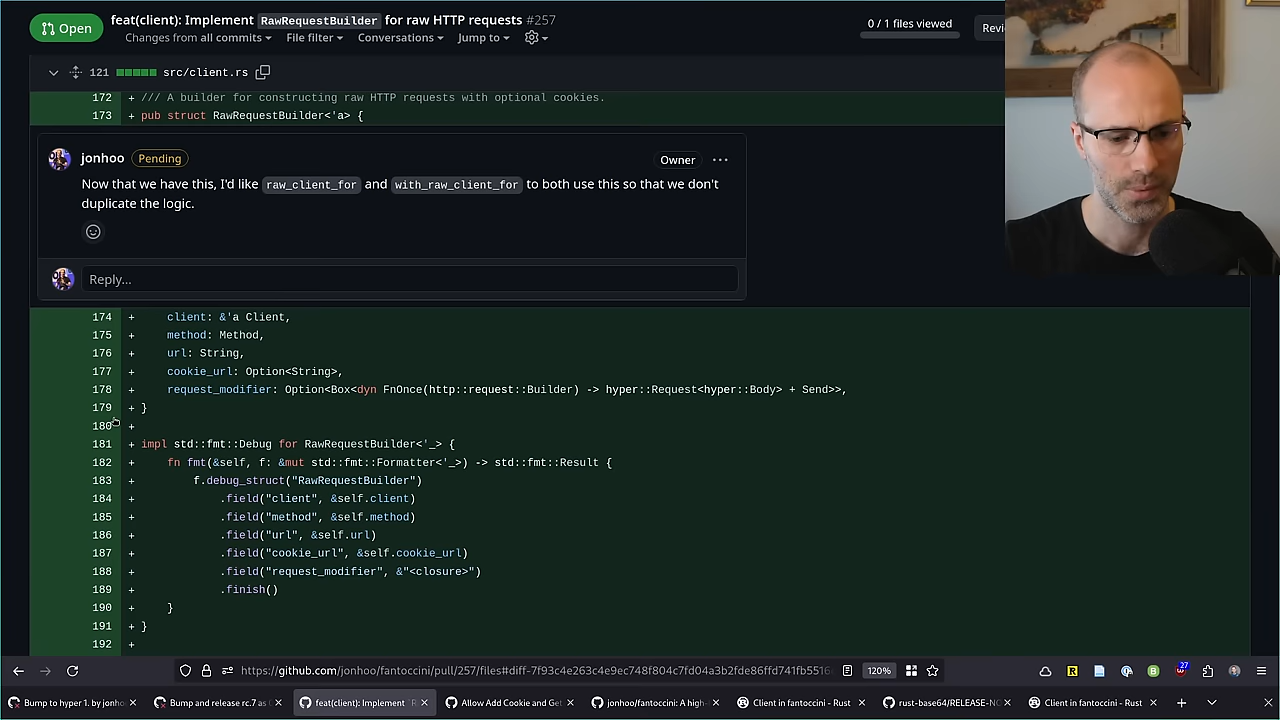 Open
feat(client): Implement RawRequestBuilder for raw HTTP requests #257
0 / 1 files viewed
Changes from all commits
File filter
Conversations
Jump to
121 src/client.rs
172 + /// A builder for constructing raw HTTP requests with optional cookies.
173 + pub struct RawRequestBuilder<'a> {
jonhoo Pending Owner
Now that we have this, I'd like raw_client_for and with_raw_client_for to both use this so that we don't
duplicate the logic.
Reply...
174 + client: &'a Client,
175 + method: Method,
176 + url: String,
177 + cookie_url: Option<String>,
178 + request_modifier: Option<Box<dyn FnOnce(http::request::Builder) -> hyper::Request<hyper::Body> + Send>>,
179 + }
180 +
181 + impl std::fmt::Debug for RawRequestBuilder<'_> {
182 + fn fmt(&self, f: &mut std::fmt::Formatter<'_>) -> std::fmt::Result {
183 + f.debug_struct("RawRequestBuilder")
184 + .field("client", &self.client)
185 + .field("method", &self.method)
186 + .field("url", &self.url)
187 + .field("cookie_url", &self.cookie_url)
188 + .field("request_modifier", &"<closure>")
189 + .finish()
190 + }
191 + }
192 +
https://github.com/jonhoo/fantoccini/pull/257/files#diff-7f93c4e263c4e9ec748f804c7fd04a3b2fde86ffd741fb5516
120%
27
Bump to hyper 1. by jonho
Bump and release rc.7 as
feat(client): Implement `R
Allow Add Cookie and Ge
jonhoo/fantoccini: A high-
Client in fantoccini - Rust
rust-base64/RELEASE-NO
Client in fantoccini - Rust